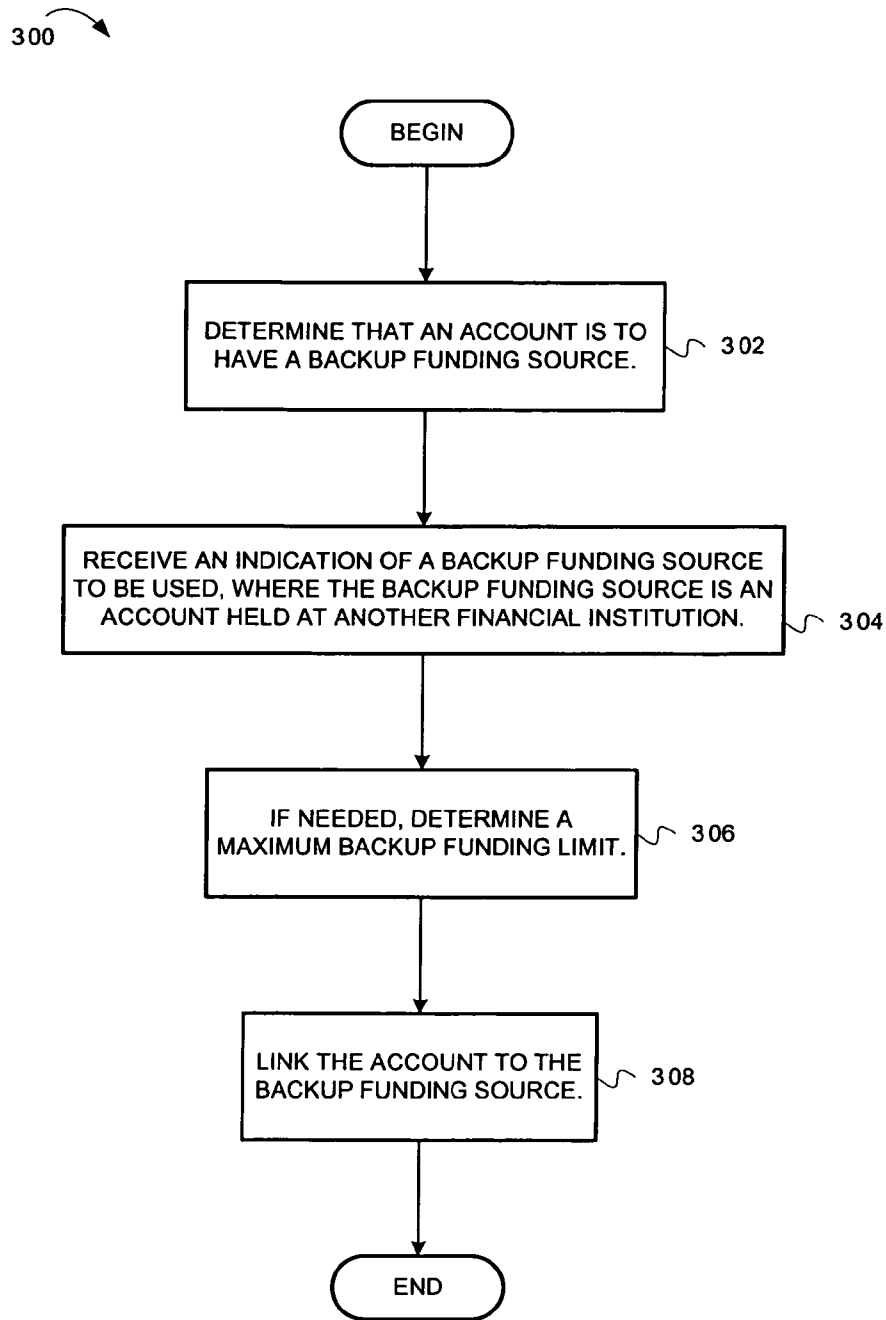 300
BEGIN
DETERMINE THAT AN ACCOUNT IS TO
HAVE A BACKUP FUNDING SOURCE.
302
RECEIVE AN INDICATION OF A BACKUP FUNDING SOURCE
TO BE USED, WHERE THE BACKUP FUNDING SOURCE IS AN
ACCOUNT HELD AT ANOTHER FINANCIAL INSTITUTION.
304
IF NEEDED, DETERMINE A
MAXIMUM BACKUP FUNDING LIMIT.
306
LINK THE ACCOUNT TO THE
BACKUP FUNDING SOURCE.
308
END